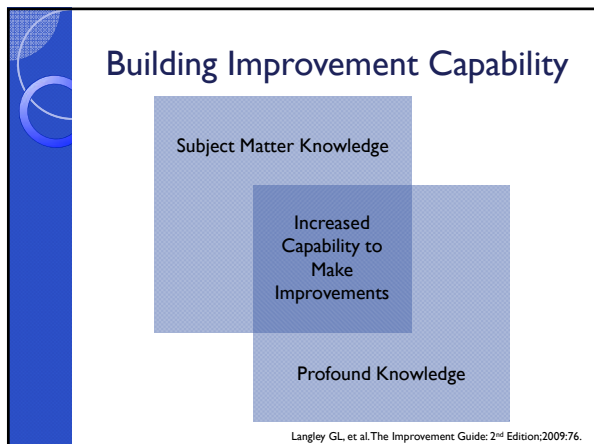 Building Improvement Capability
Subject Matter Knowledge
Increased
Capability to
Make
Improvements
Profound Knowledge
Langley GL, et al. The Improvement Guide: 2nd Edition;2009:76.